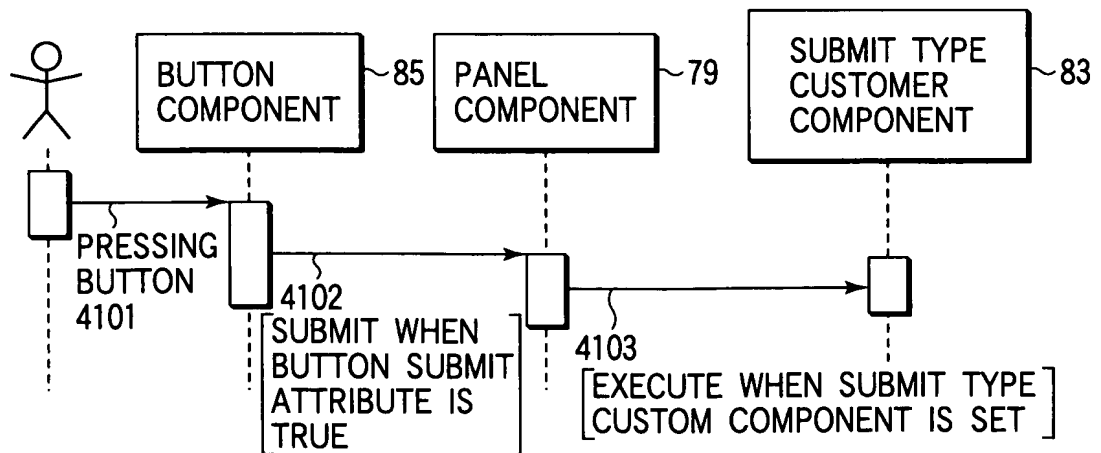 BUTTON
COMPONENT
85
PANEL
COMPONENT
79
SUBMIT TYPE
CUSTOMER
COMPONENT
83
PRESSING
BUTTON
4101
4102
SUBMIT WHEN
BUTTON SUBMIT
ATTRIBUTE IS
TRUE
4103
EXECUTE WHEN SUBMIT TYPE
CUSTOM COMPONENT IS SET